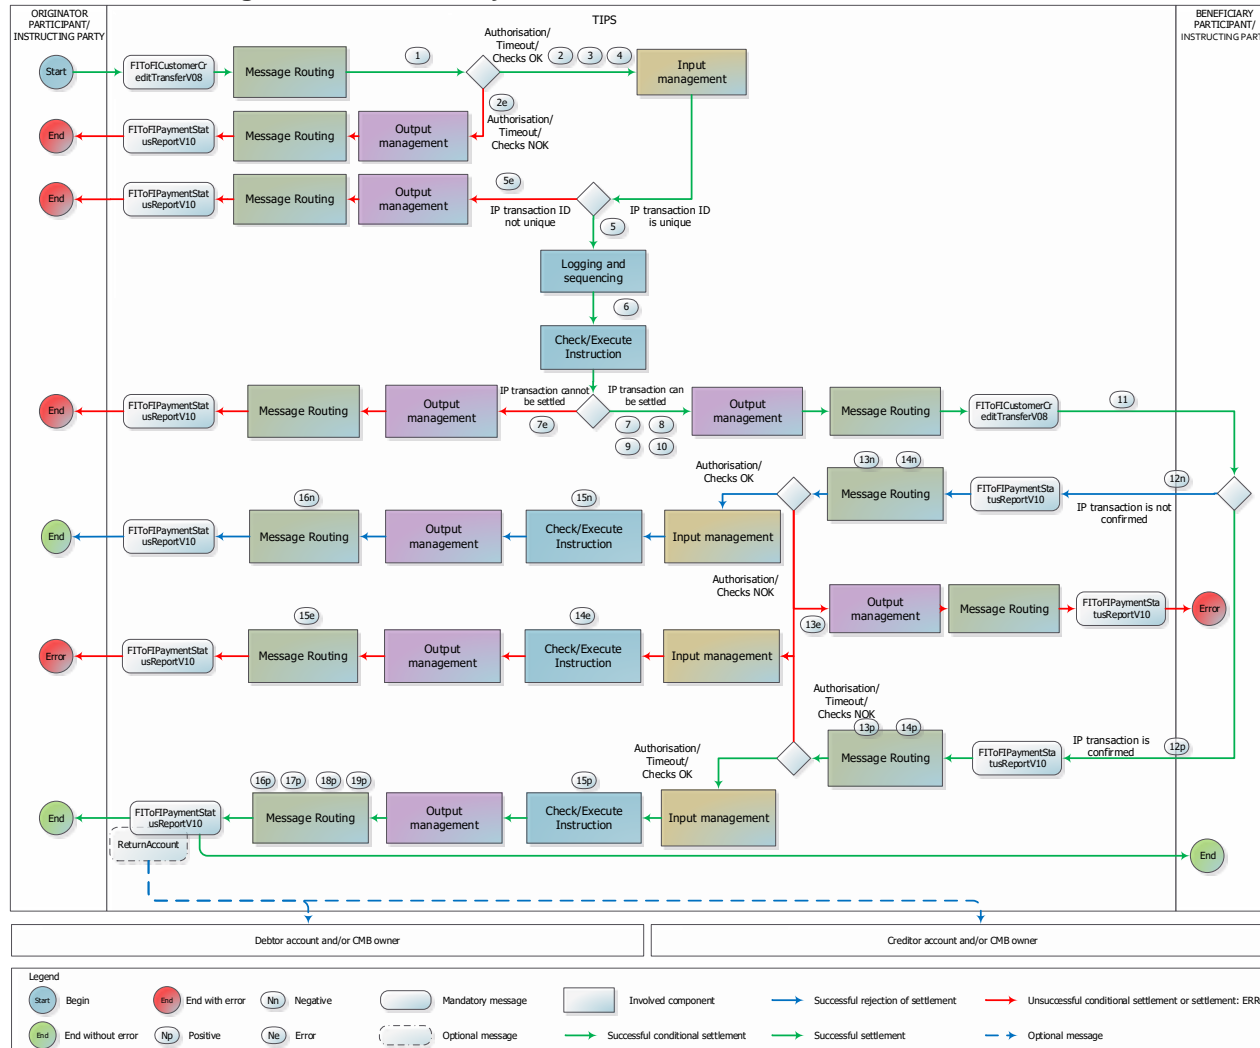 ORIGINATOR
PARTICIPANT/
INSTRUCTING PARTY
TIPS
BENEFICIARY
PARTICIPANT/
INSTRUCTING PART
Start
FIToFICustomerCr
editTransferV08
Message Routing
1
Authorisation/
Timeout/
Checks OK
2 3 4
Input
management
2e
Authorisation/
Timeout/
Checks NOK
End
FIToFIPaymentStat
usReportV10
Message Routing
Output
management
End
FIToFIPaymentStat
usReportV10
Message Routing
Output
management
5e
IP transaction ID
not unique
IP transaction ID
is unique
5
Logging and
sequencing
6
Check/Execute
Instruction
End
FIToFIPaymentStat
usReportV10
Message Routing
Output
management
IP transaction cannot
be settled
7e
IP transaction can
be settled
7 8
9 10
Output
management
Message Routing
FIToFICustomerCr
editTransferV08
11
Authorisation/
Checks OK
13n 14n
Message Routing
FIToFIPaymentSta
tusReportV10
12n
IP transaction is not
confirmed
End
FIToFIPaymentStat
usReportV10
16n
Message Routing
Output
management
15n
Check/Execute
Instruction
Input management
Authorisation/
Checks NOK
13e
Output
management
Message Routing
FIToFIPaymentSta
tusReportV10
Error
Error
FIToFIPaymentStat
usReportV10
15e
Message Routing
Output
management
14e
Check/Execute
Instruction
Input management
Authorisation/
Timeout/
Checks NOK
13p 14p
Message Routing
FIToFIPaymentSta
tusReportV10
IP transaction is
confirmed
12p
Authorisation/
Timeout/
Checks OK
End
FIToFIPaymentStat
usReportV10
ReturnAccount
16p 17p 18p 19p
Message Routing
Output
management
15p
Check/Execute
Instruction
Input management
End
Debtor account and/or CMB owner
Creditor account and/or CMB owner
Legend
Start Begin
End End with error
Nn Negative
Mandatory message
Involved component
Successful rejection of settlement
Unsuccessful conditional settlement or settlement: ERR
End End without error
Np Positive
Ne Error
Optional message
Successful conditional settlement
Successful settlement
Optional message